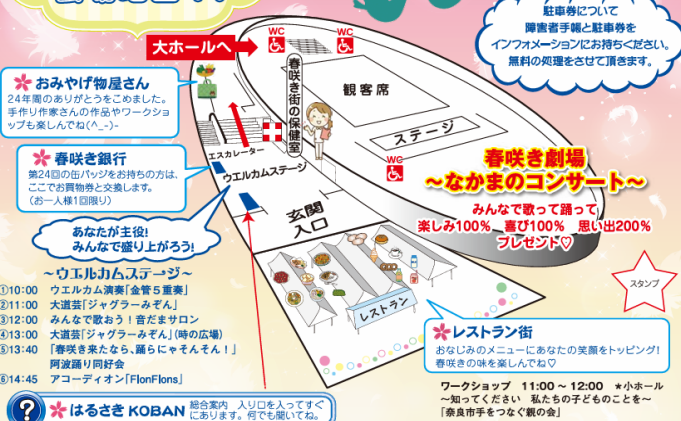 駐車券について
障害者手帳と駐車券を
インフォメーションにお持ちください。
無料の処理をさせて頂きます。
大ホールへ
WC
WC
観客席
ステージ
春咲き街の保健室
WC
おみやげ物屋さん
24年間のありがとうをこめました。
手作り作家さんの作品やワークショ
ップも楽しんでね(^_-)-
エスカレーター
ウエルカムステージ
春咲き銀行
第24回の缶バッジをお持ちの方は、
ここでお買物券と交換します。
(お一人様1回限り)
玄関
入口
春咲き劇場
～なかまのコンサート～
みんなで歌って踊って
楽しみ100% 喜び100% 思い出200%
プレゼント♡
あなたが主役!
みんなで盛り上がろう!
～ウエルカムステージ～
①10:00 ウエルカム演奏「金管5重奏」
②11:00 大道芸「ジャグラーみぞん」
③12:00 みんなで歌おう！音だまサロン
④13:00 大道芸「ジャグラーみぞん」(時の広場)
⑤13:40 「春咲き来たなら、踊らにゃそんそん！」
阿波踊り同好会
⑥14:45 アコーディオン「FlonFlons」
レストラン
スタンプ
レストラン街
おなじみのメニューにあなたの笑顔をトッピング!
春咲きの味を楽しんでね♡
ワークショップ 11:00～12:00 ★小ホール
～知ってください 私たちの子どものことを～
「奈良市手をつなぐ親の会」
? はるさきKOBAN
総合案内 入り口を入ってすぐ
にあります。何でも聞いてね。